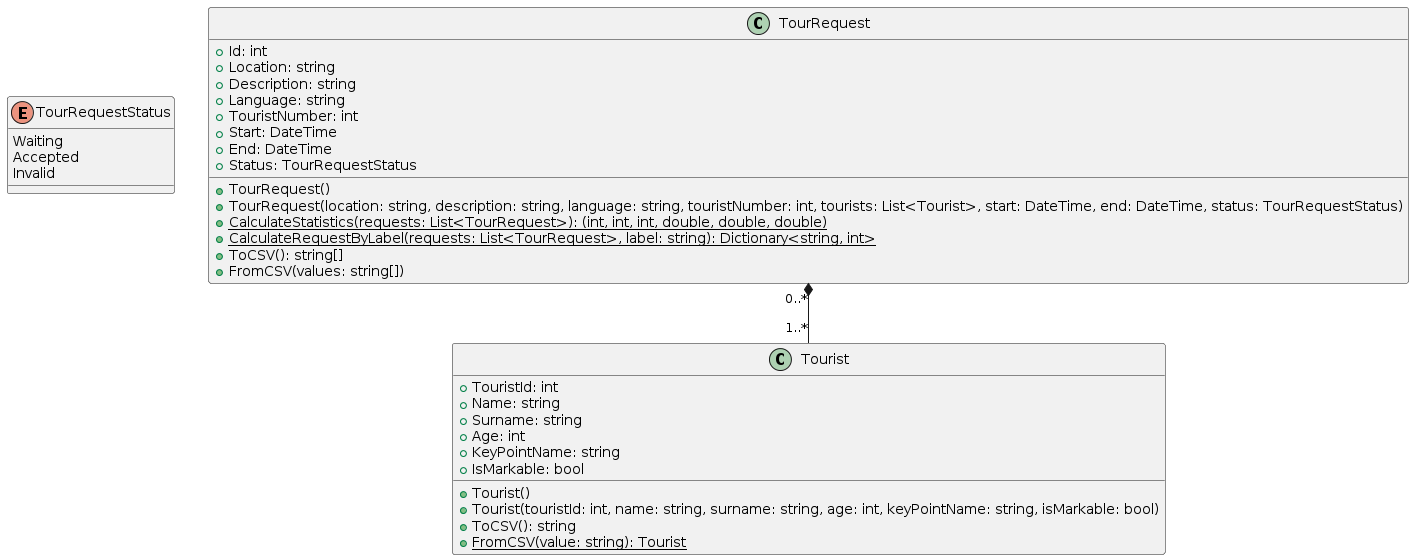 C TourRequest
Id: int
Location: string
Description: string
Language: string
TouristNumber: int
Start: DateTime
End: DateTime
Status: TourRequestStatus
TourRequest()
TourRequest(location: string, description: string, language: string, touristNumber: int, tourists: List<Tourist>, start: DateTime, end: DateTime, status: TourRequestStatus)
CalculateStatistics(requests: List<TourRequest>): (int, int, int, double, double, double)
CalculateRequestByLabel(requests: List<TourRequest>, label: string): Dictionary<string, int>
ToCSV(): string[]
FromCSV(values: string[])
E TourRequestStatus
Waiting
Accepted
Invalid
0..*
1..*
C Tourist
TouristId: int
Name: string
Surname: string
Age: int
KeyPointName: string
IsMarkable: bool
Tourist()
Tourist(touristId: int, name: string, surname: string, age: int, keyPointName: string, isMarkable: bool)
ToCSV(): string
FromCSV(value: string): Tourist